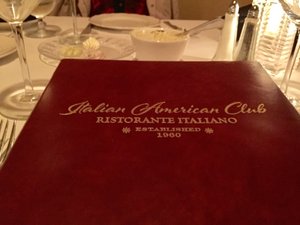 Italian American Club
RISTORANTE ITALIANO
ESTABLISHED
1960